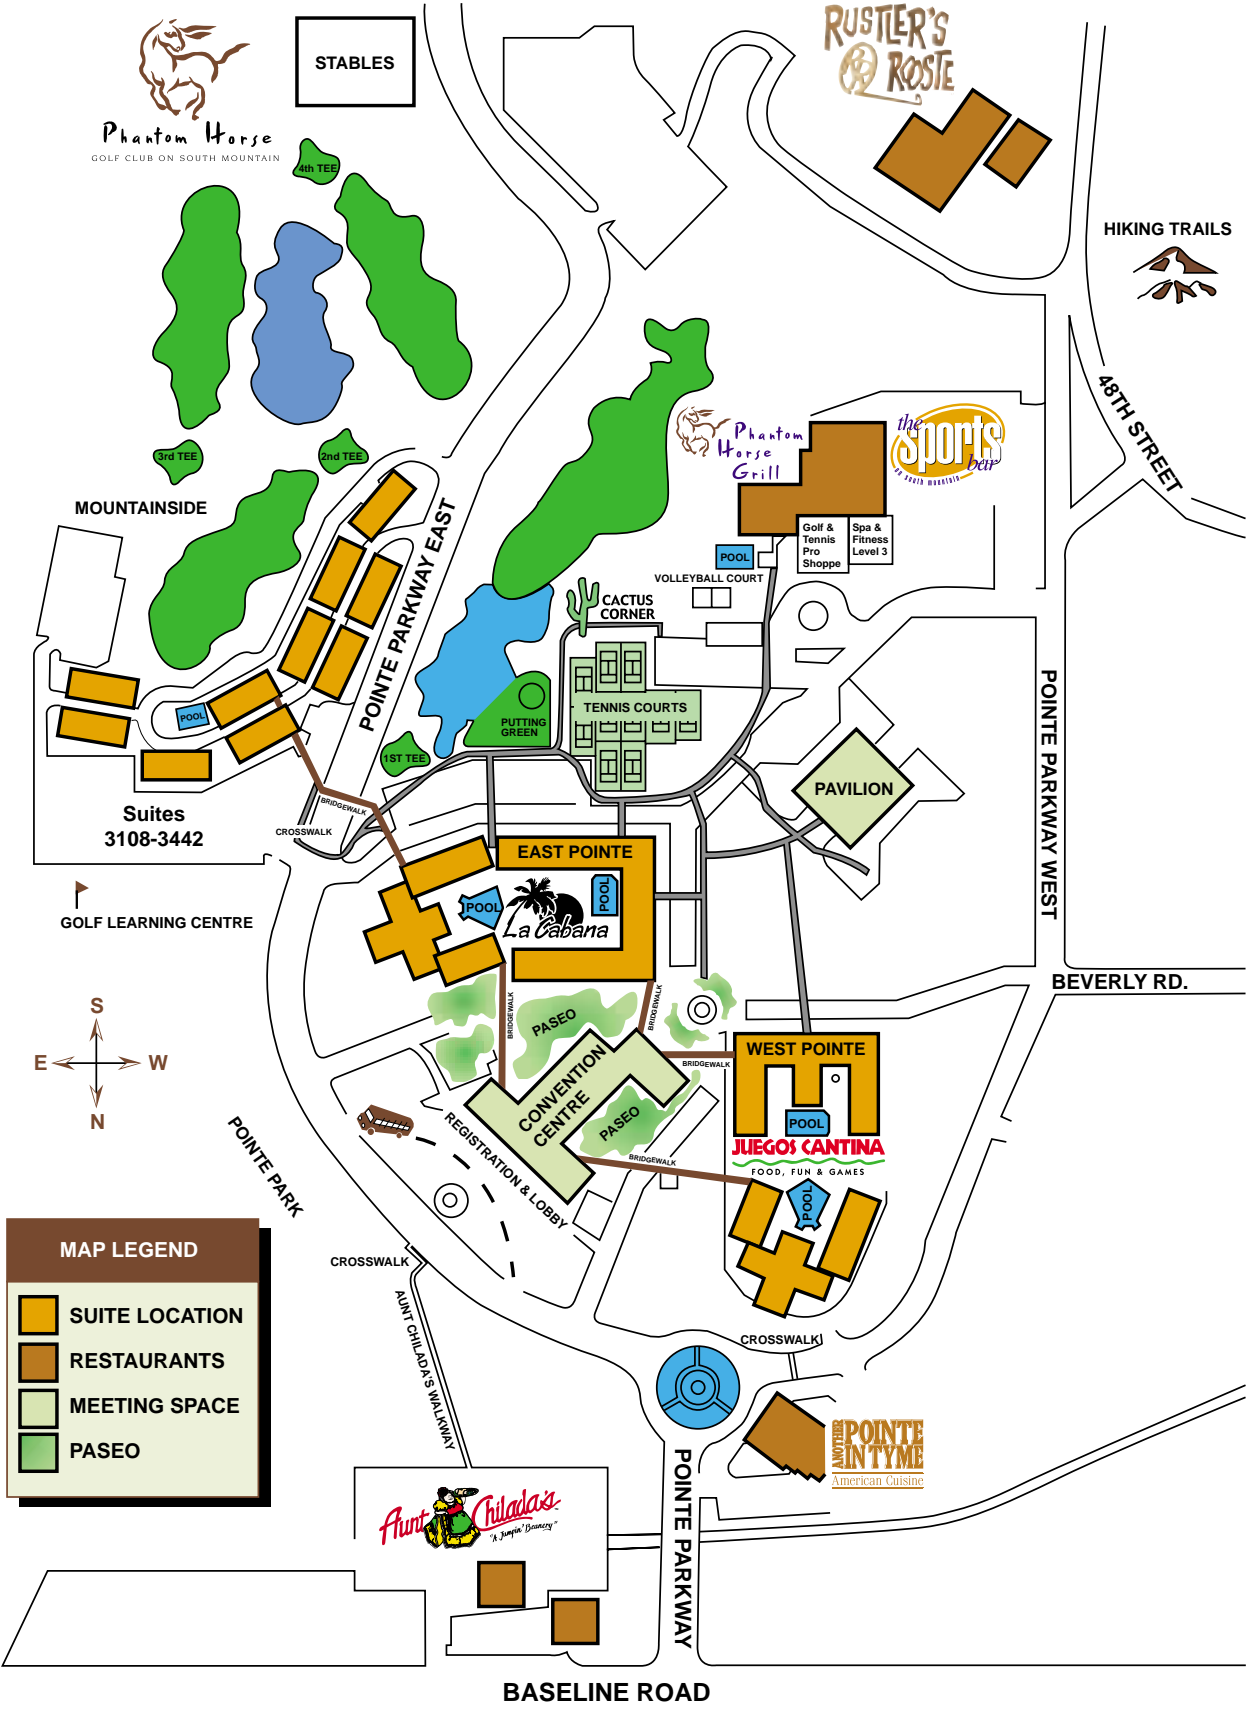 RUSTLER'S
ROOSTE
STABLES
Phantom Horse
GOLF CLUB ON SOUTH MOUNTAIN
4th TEE
HIKING TRAILS
48TH STREET
the
sports
bar
on south mountain
Phantom
Horse
Grill
3rd TEE
2nd TEE
MOUNTAINSIDE
Golf &
Tennis
Pro
Shoppe
Spa &
Fitness
Level 3
POOL
VOLLEYBALL COURT
CACTUS
CORNER
POINTE PARKWAY EAST
POOL
TENNIS COURTS
PUTTING
GREEN
1ST TEE
POINTE PARKWAY WEST
PAVILION
Suites
3108-3442
BRIDGEWALK
CROSSWALK
EAST POINTE
POOL
POOL
La Cabana
GOLF LEARNING CENTRE
BEVERLY RD.
S
E
W
N
BRIDGEWALK
PASEO
BRIDGEWALK
WEST POINTE
BRIDGEWALK
CONVENTION
CENTRE
PASEO
POOL
JUEGOS CANTINA
FOOD, FUN & GAMES
BRIDGEWALK
POOL
REGISTRATION & LOBBY
POINTE PARK
CROSSWALK
AUNT CHILADA'S WALKWAY
CROSSWALK
MAP LEGEND
SUITE LOCATION
RESTAURANTS
MEETING SPACE
PASEO
ANOTHER
POINTE
IN TYME
American Cuisine
Aunt Chilada's
"A Jumpin' Beanery"
POINTE PARKWAY
BASELINE ROAD